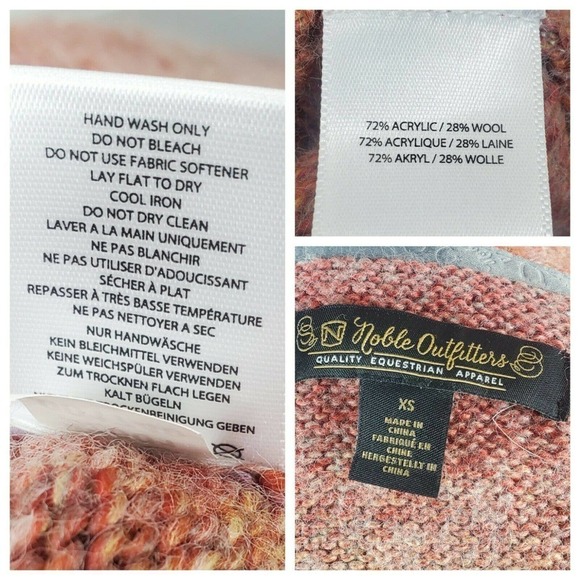 HAND WASH ONLY
DO NOT BLEACH
DO NOT USE FABRIC SOFTENER
LAY FLAT TO DRY
COOL IRON
DO NOT DRY CLEAN
LAVER A LA MAIN UNIQUEMENT
NE PAS BLANCHIR
NE PAS UTILISER D'ADOUCISSANT
SÉCHER À PLAT
REPASSER À TRÈS BASSE TEMPÉRATURE
NE PAS NETTOYER A SEC
NUR HANDWÄSCHE
KEIN BLEICHMITTEL VERWENDEN
KEINE WEICHSPÜLER VERWENDEN
ZUM TROCKNEN FLACH LEGEN
KALT BÜGELN
GEBEN
72% ACRYLIC / 28% WOOL
72% ACRYLIQUE / 28% LAINE
72% AKRYL / 28% WOLLE
N Noble Outfitters
QUALITY EQUESTRIAN APPAREL
XS
MADE IN
CHINA
FABRIQUÉ EN
CHINE
HERGESTELLT IN
CHINA